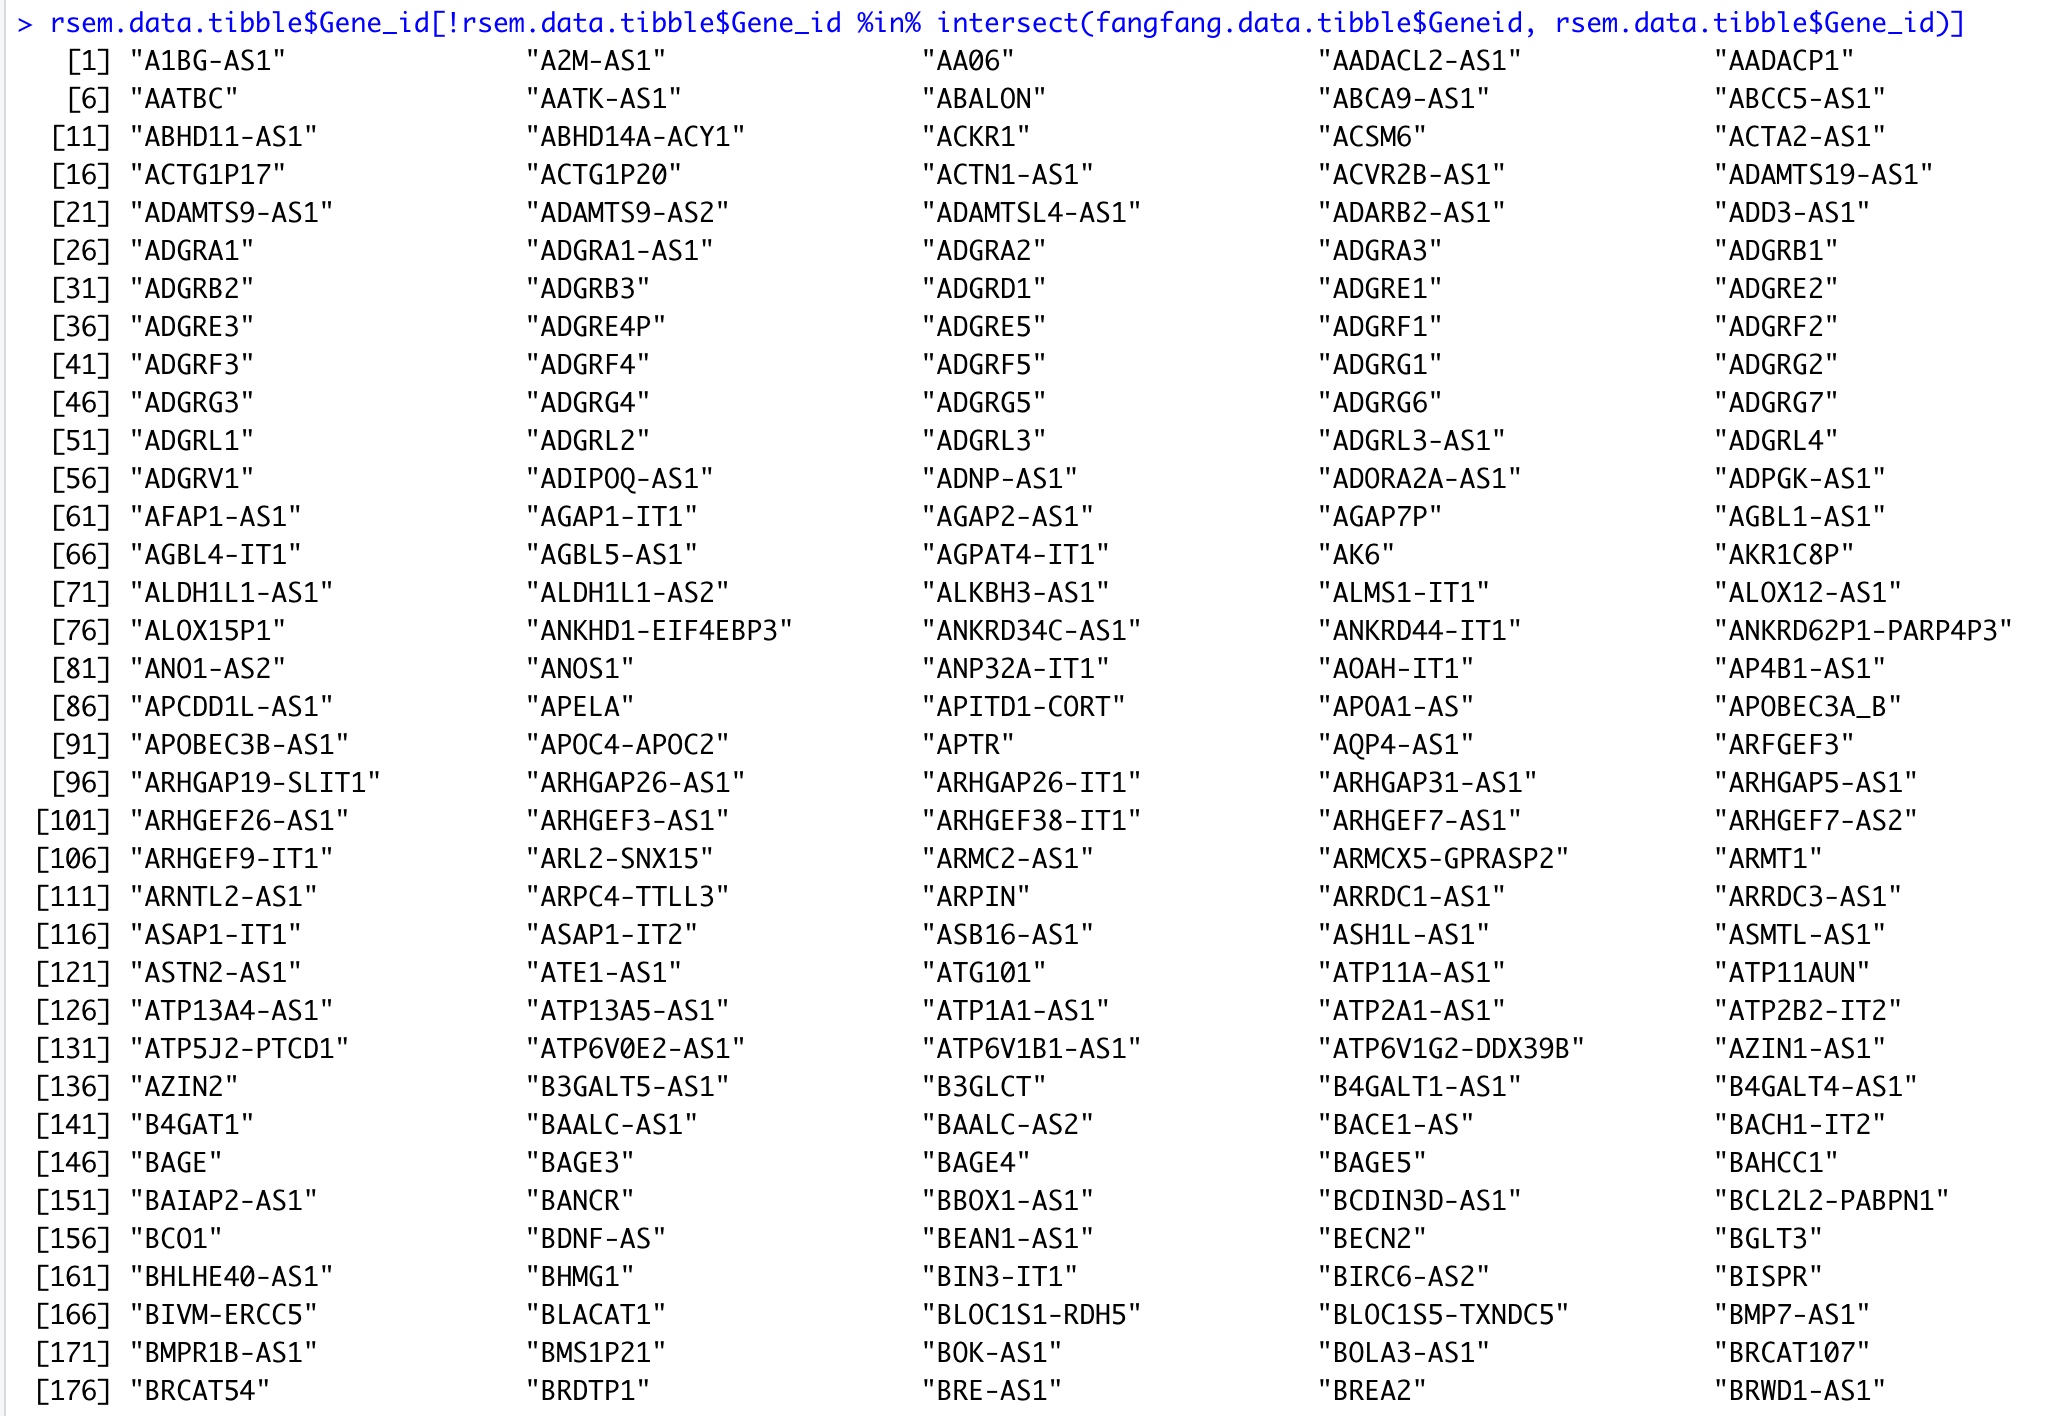 > rsem.data.tibble$Gene_id[!rsem.data.tibble$Gene_id %in% intersect(fangfang.data.tibble$Geneid, rsem.data.tibble$Gene_id)]
[1] "A1BG-AS1" "A2M-AS1" "AA06" "AADACL2-AS1" "AADACP1"
[6] "AATBC" "AATK-AS1" "ABALON" "ABCA9-AS1" "ABCC5-AS1"
[11] "ABHD11-AS1" "ABHD14A-ACY1" "ACKR1" "ACSM6" "ACTA2-AS1"
[16] "ACTG1P17" "ACTG1P20" "ACTN1-AS1" "ACVR2B-AS1" "ADAMTS19-AS1"
[21] "ADAMTS9-AS1" "ADAMTS9-AS2" "ADAMTSL4-AS1" "ADARB2-AS1" "ADD3-AS1"
[26] "ADGRA1" "ADGRA1-AS1" "ADGRA2" "ADGRA3" "ADGRB1"
[31] "ADGRB2" "ADGRB3" "ADGRD1" "ADGRE1" "ADGRE2"
[36] "ADGRE3" "ADGRE4P" "ADGRE5" "ADGRF1" "ADGRF2"
[41] "ADGRF3" "ADGRF4" "ADGRF5" "ADGRG1" "ADGRG2"
[46] "ADGRG3" "ADGRG4" "ADGRG5" "ADGRG6" "ADGRG7"
[51] "ADGRL1" "ADGRL2" "ADGRL3" "ADGRL3-AS1" "ADGRL4"
[56] "ADGRV1" "ADIPOQ-AS1" "ADNP-AS1" "ADORA2A-AS1" "ADPGK-AS1"
[61] "AFAP1-AS1" "AGAP1-IT1" "AGAP2-AS1" "AGAP7P" "AGBL1-AS1"
[66] "AGBL4-IT1" "AGBL5-AS1" "AGPAT4-IT1" "AK6" "AKR1C8P"
[71] "ALDH1L1-AS1" "ALDH1L1-AS2" "ALKBH3-AS1" "ALMS1-IT1" "ALOX12-AS1"
[76] "ALOX15P1" "ANKHD1-EIF4EBP3" "ANKRD34C-AS1" "ANKRD44-IT1" "ANKRD62P1-PARP4P3"
[81] "ANO1-AS2" "ANOS1" "ANP32A-IT1" "AOAH-IT1" "AP4B1-AS1"
[86] "APCDD1L-AS1" "APELA" "APITD1-CORT" "APOA1-AS" "APOBEC3A_B"
[91] "APOBEC3B-AS1" "APOC4-APOC2" "APTR" "AQP4-AS1" "ARFGEF3"
[96] "ARHGAP19-SLIT1" "ARHGAP26-AS1" "ARHGAP26-IT1" "ARHGAP31-AS1" "ARHGAP5-AS1"
[101] "ARHGEF26-AS1" "ARHGEF3-AS1" "ARHGEF38-IT1" "ARHGEF7-AS1" "ARHGEF7-AS2"
[106] "ARHGEF9-IT1" "ARL2-SNX15" "ARMC2-AS1" "ARMCX5-GPRASP2" "ARMT1"
[111] "ARNTL2-AS1" "ARPC4-TTLL3" "ARPIN" "ARRDC1-AS1" "ARRDC3-AS1"
[116] "ASAP1-IT1" "ASAP1-IT2" "ASB16-AS1" "ASH1L-AS1" "ASMTL-AS1"
[121] "ASTN2-AS1" "ATE1-AS1" "ATG101" "ATP11A-AS1" "ATP11AUN"
[126] "ATP13A4-AS1" "ATP13A5-AS1" "ATP1A1-AS1" "ATP2A1-AS1" "ATP2B2-IT2"
[131] "ATP5J2-PTCD1" "ATP6V0E2-AS1" "ATP6V1B1-AS1" "ATP6V1G2-DDX39B" "AZIN1-AS1"
[136] "AZIN2" "B3GALT5-AS1" "B3GLCT" "B4GALT1-AS1" "B4GALT4-AS1"
[141] "B4GAT1" "BAALC-AS1" "BAALC-AS2" "BACE1-AS" "BACH1-IT2"
[146] "BAGE" "BAGE3" "BAGE4" "BAGE5" "BAHCC1"
[151] "BAIAP2-AS1" "BANCR" "BBOX1-AS1" "BCDIN3D-AS1" "BCL2L2-PABPN1"
[156] "BCO1" "BDNF-AS" "BEAN1-AS1" "BECN2" "BGLT3"
[161] "BHLHE40-AS1" "BHMG1" "BIN3-IT1" "BIRC6-AS2" "BISPR"
[166] "BIVM-ERCC5" "BLACAT1" "BLOC1S1-RDH5" "BLOC1S5-TXNDC5" "BMP7-AS1"
[171] "BMPR1B-AS1" "BMS1P21" "BOK-AS1" "BOLA3-AS1" "BRCAT107"
[176] "BRCAT54" "BRDTP1" "BRE-AS1" "BREA2" "BRWD1-AS1"